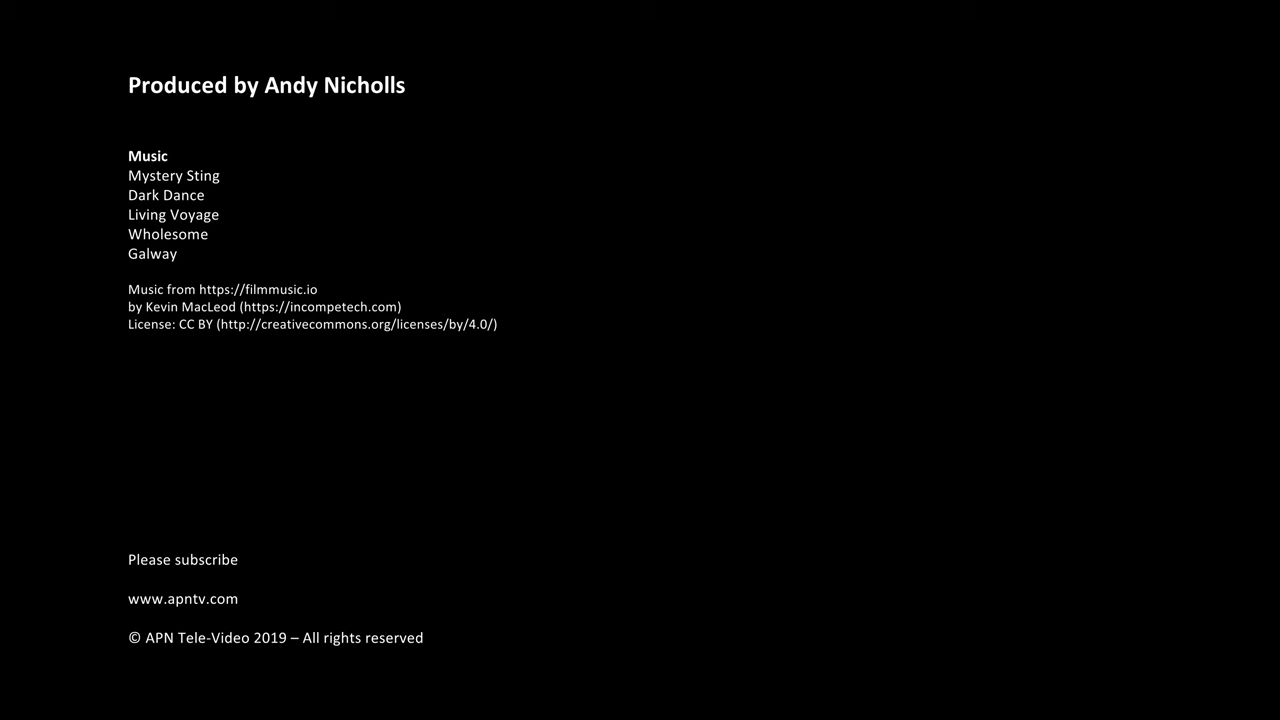 Produced by Andy Nicholls
Music
Mystery Sting
Dark Dance
Living Voyage
Wholesome
Galway
Music from https://filmmusic.io
by Kevin MacLeod (https://incompetech.com)
License: CC BY (http://creativecommons.org/licenses/by/4.0/)
Please subscribe
www.apntv.com
© APN Tele-Video 2019 – All rights reserved